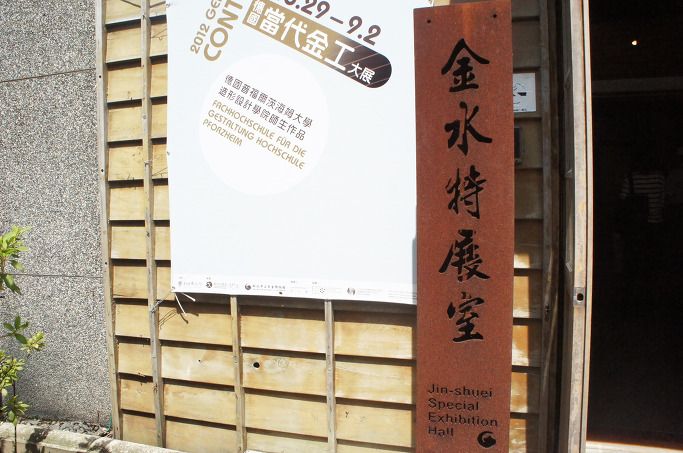 .29-9.2
2012 GE
CONT
德國
當代金工
大展
德國普福爾茨海姆大學
造形設計學院師生作品
FACHHOCHSCHULE FÜR DIE
GESTALTUNG HOCHSCHULE
PFORZHEIM
金水特展室
Jin-shuei
Special
Exhibition
Hall